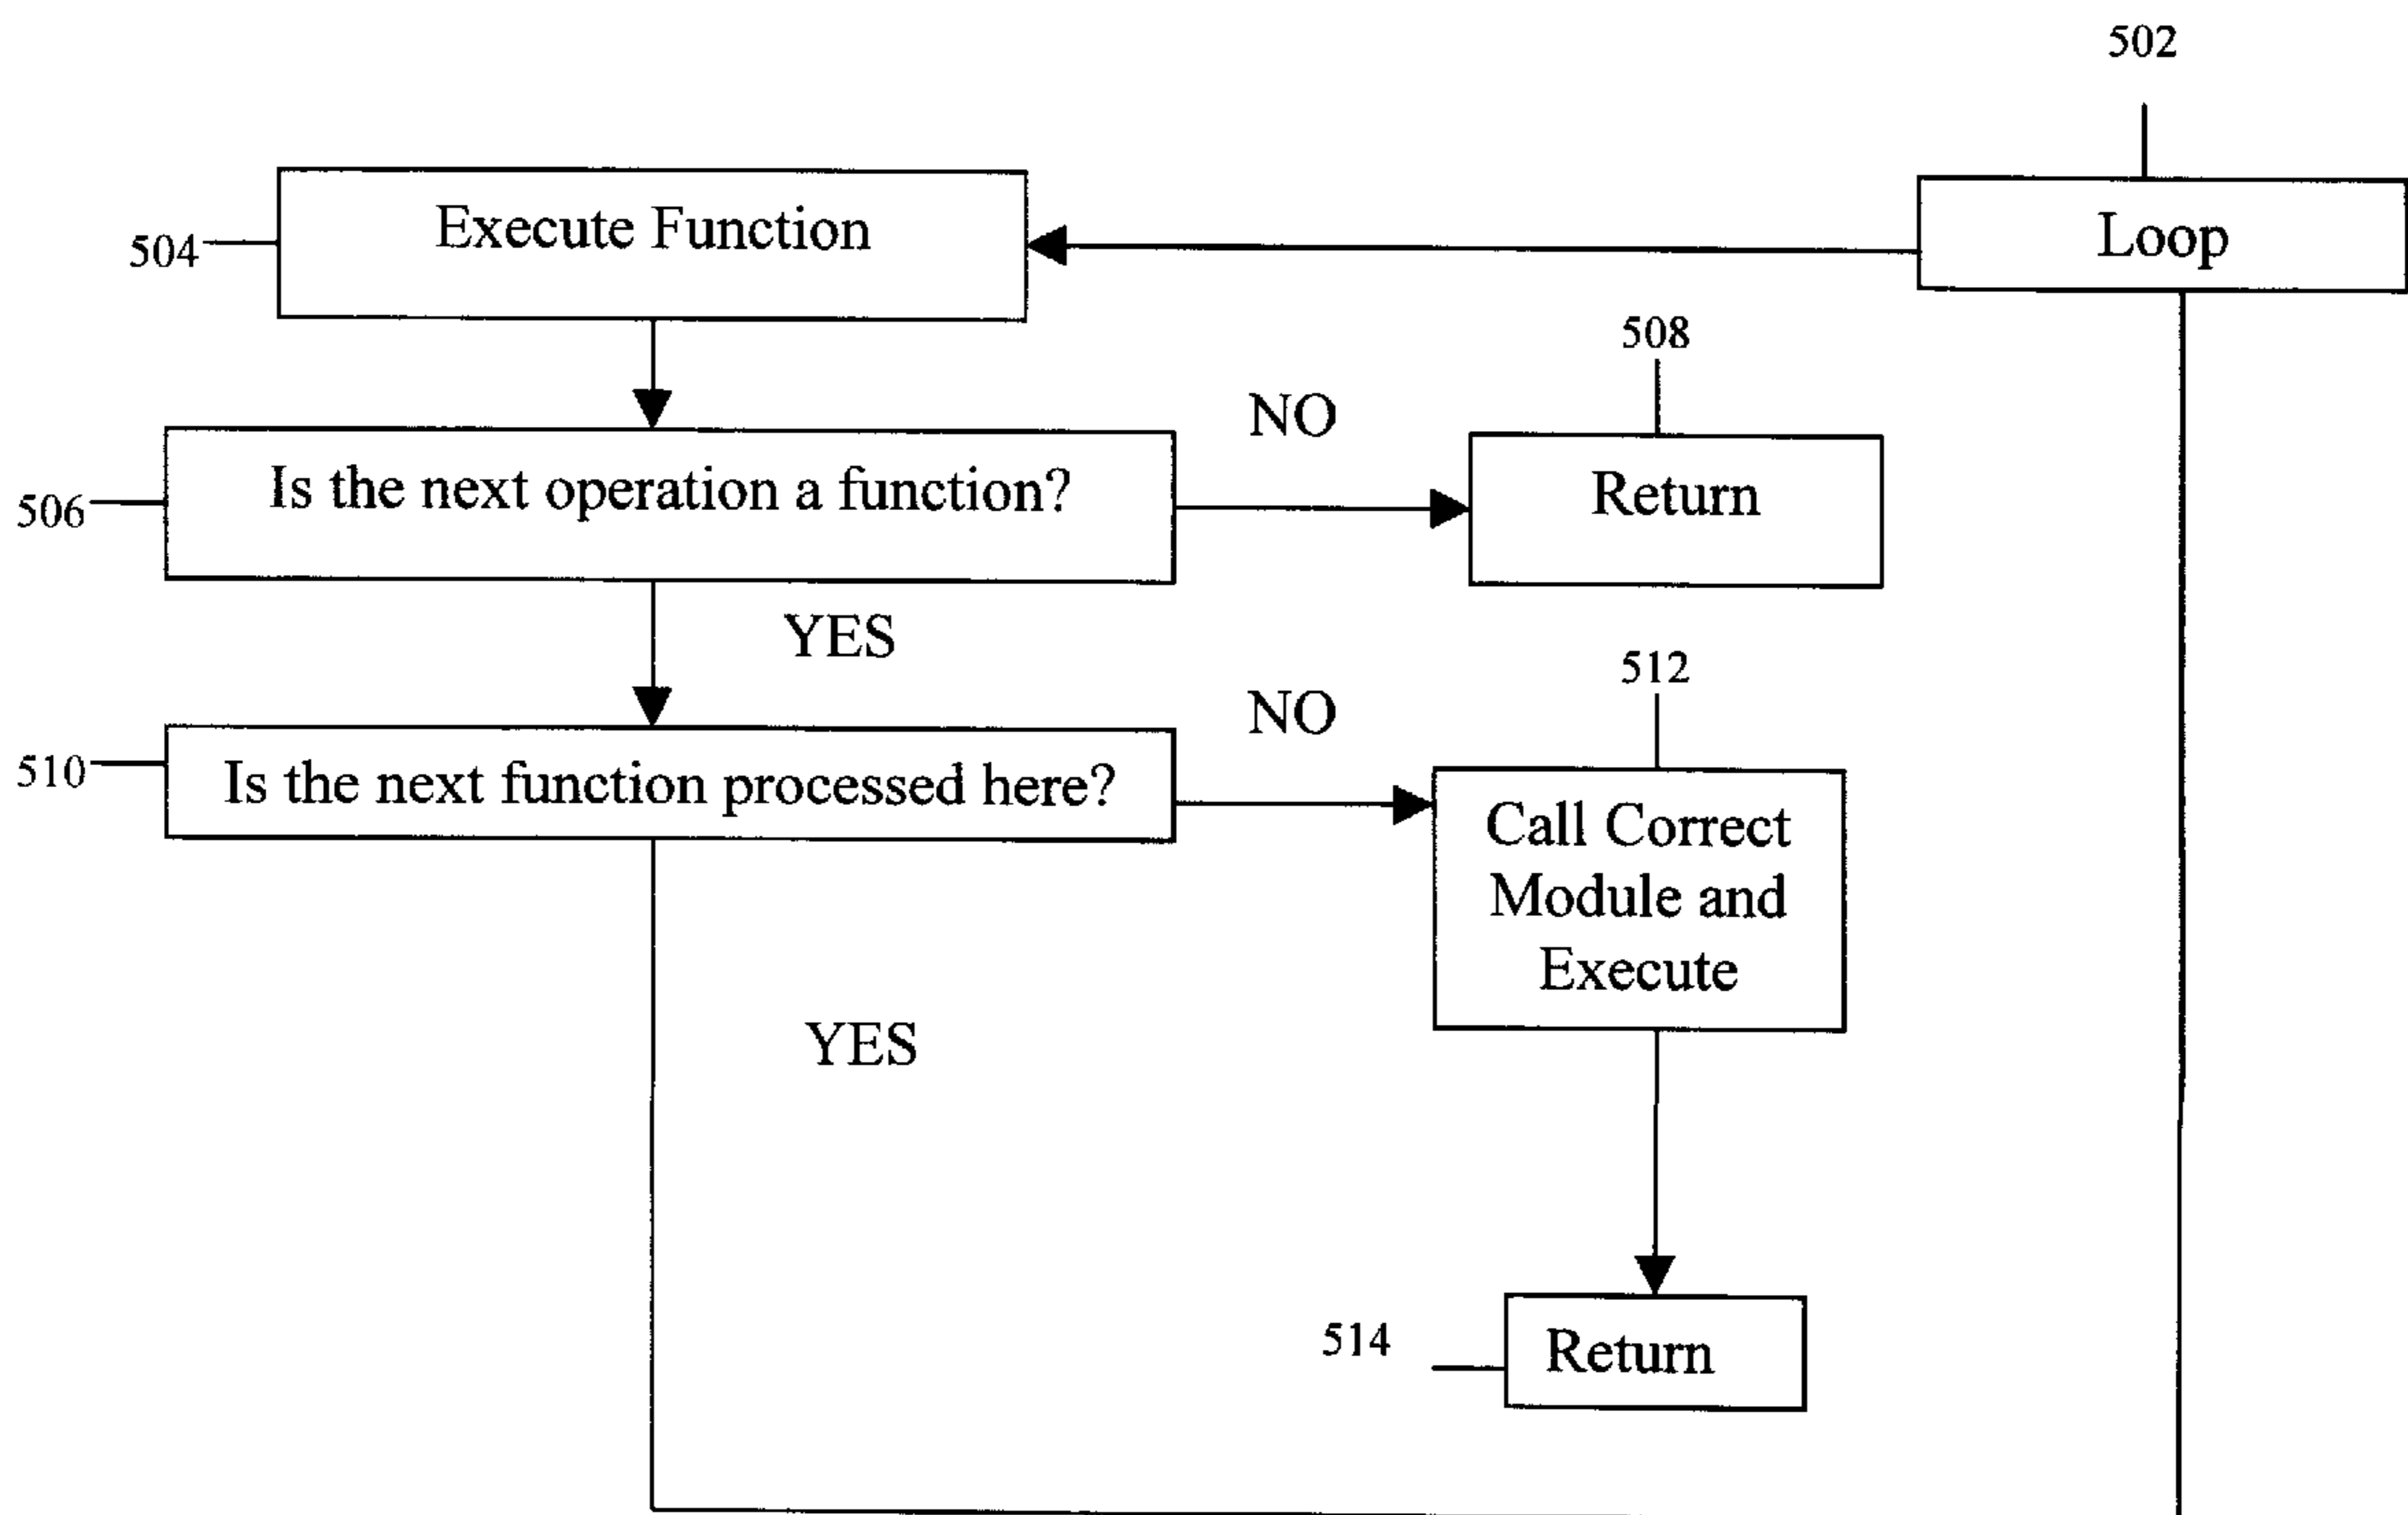 502
Execute Function
Loop
504
508
NO
Is the next operation a function?
Return
506
YES
512
NO
510
Is the next function processed here?
Call Correct
Module and
Execute
YES
514
Return